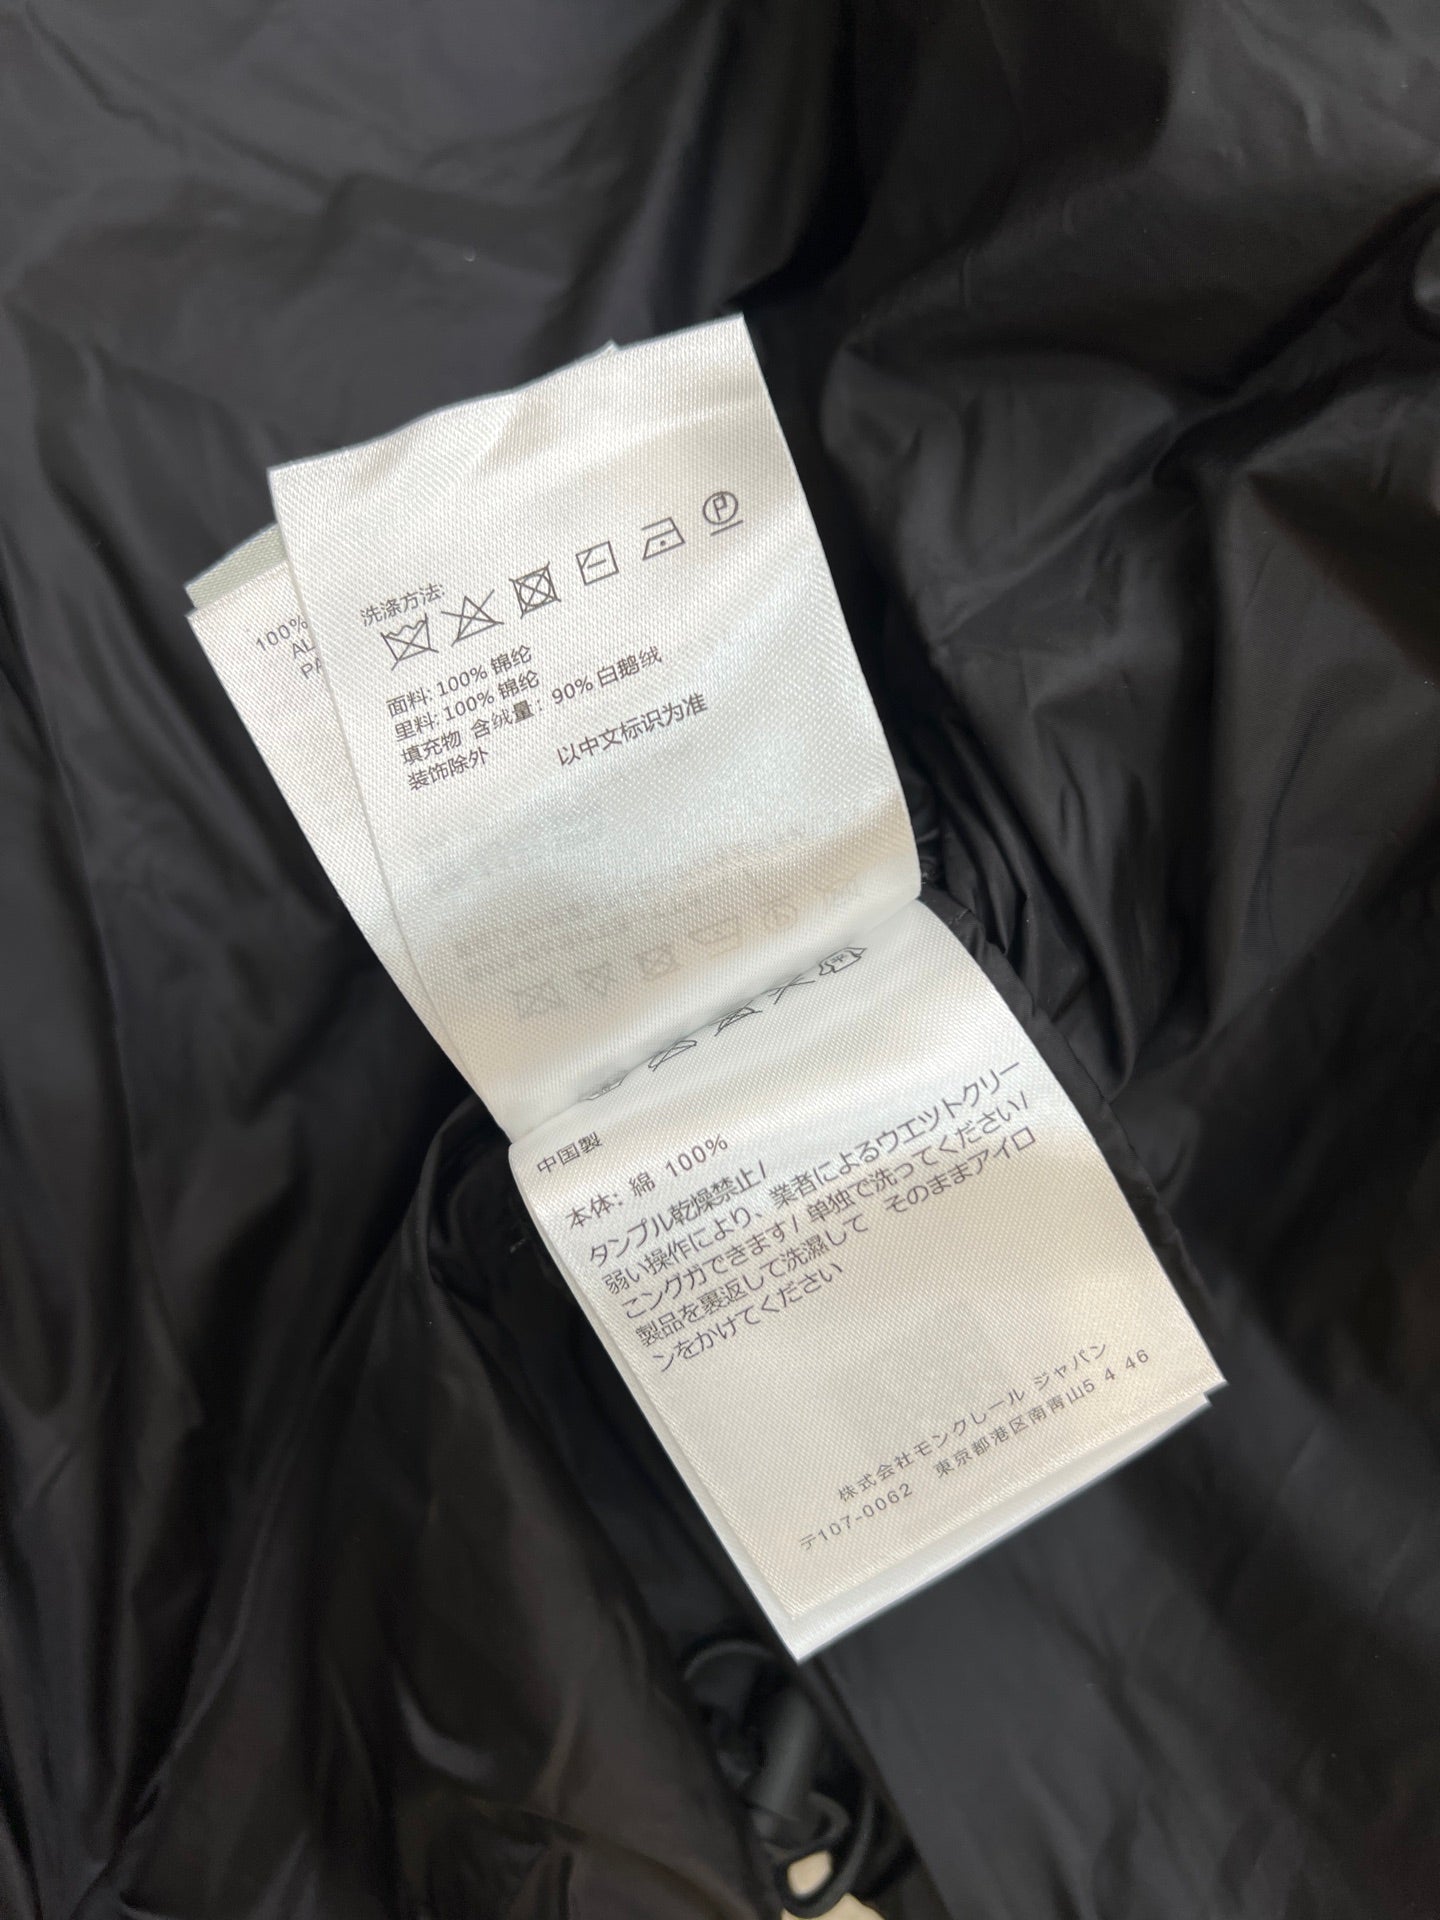 洗涤方法:
面料: 100% 锦纶
里料: 100% 锦纶
填充物 含绒量: 90% 白鹅绒
装饰除外 以中文标识为准
100%
AL
PA
中国製
本体: 綿 100%
タンプル乾燥禁止/
弱い操作により、業者によるウエットクリー
こングガできます/ 単独で洗ってください/
製品を裏返して洗濕して そのままアイロ
ンをかけてください
株式会社モンクレール ジャパン
〒107-0062 東京都港区南青山5 4 46